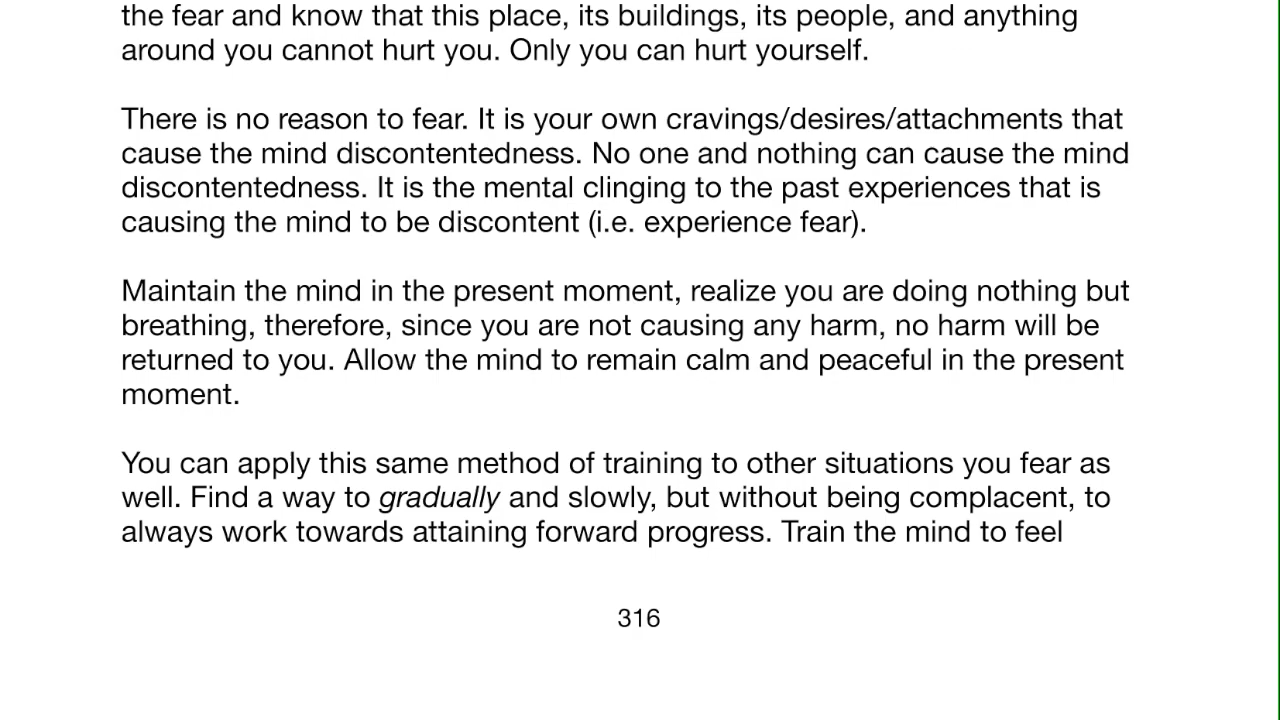 the fear and know that this place, its buildings, its people, and anything
around you cannot hurt you. Only you can hurt yourself.
There is no reason to fear. It is your own cravings/desires/attachments that
cause the mind discontentedness. No one and nothing can cause the mind
discontentedness. It is the mental clinging to the past experiences that is
causing the mind to be discontent (i.e. experience fear).
Maintain the mind in the present moment, realize you are doing nothing but
breathing, therefore, since you are not causing any harm, no harm will be
returned to you. Allow the mind to remain calm and peaceful in the present
moment.
You can apply this same method of training to other situations you fear as
well. Find a way to gradually and slowly, but without being complacent, to
always work towards attaining forward progress. Train the mind to feel
316